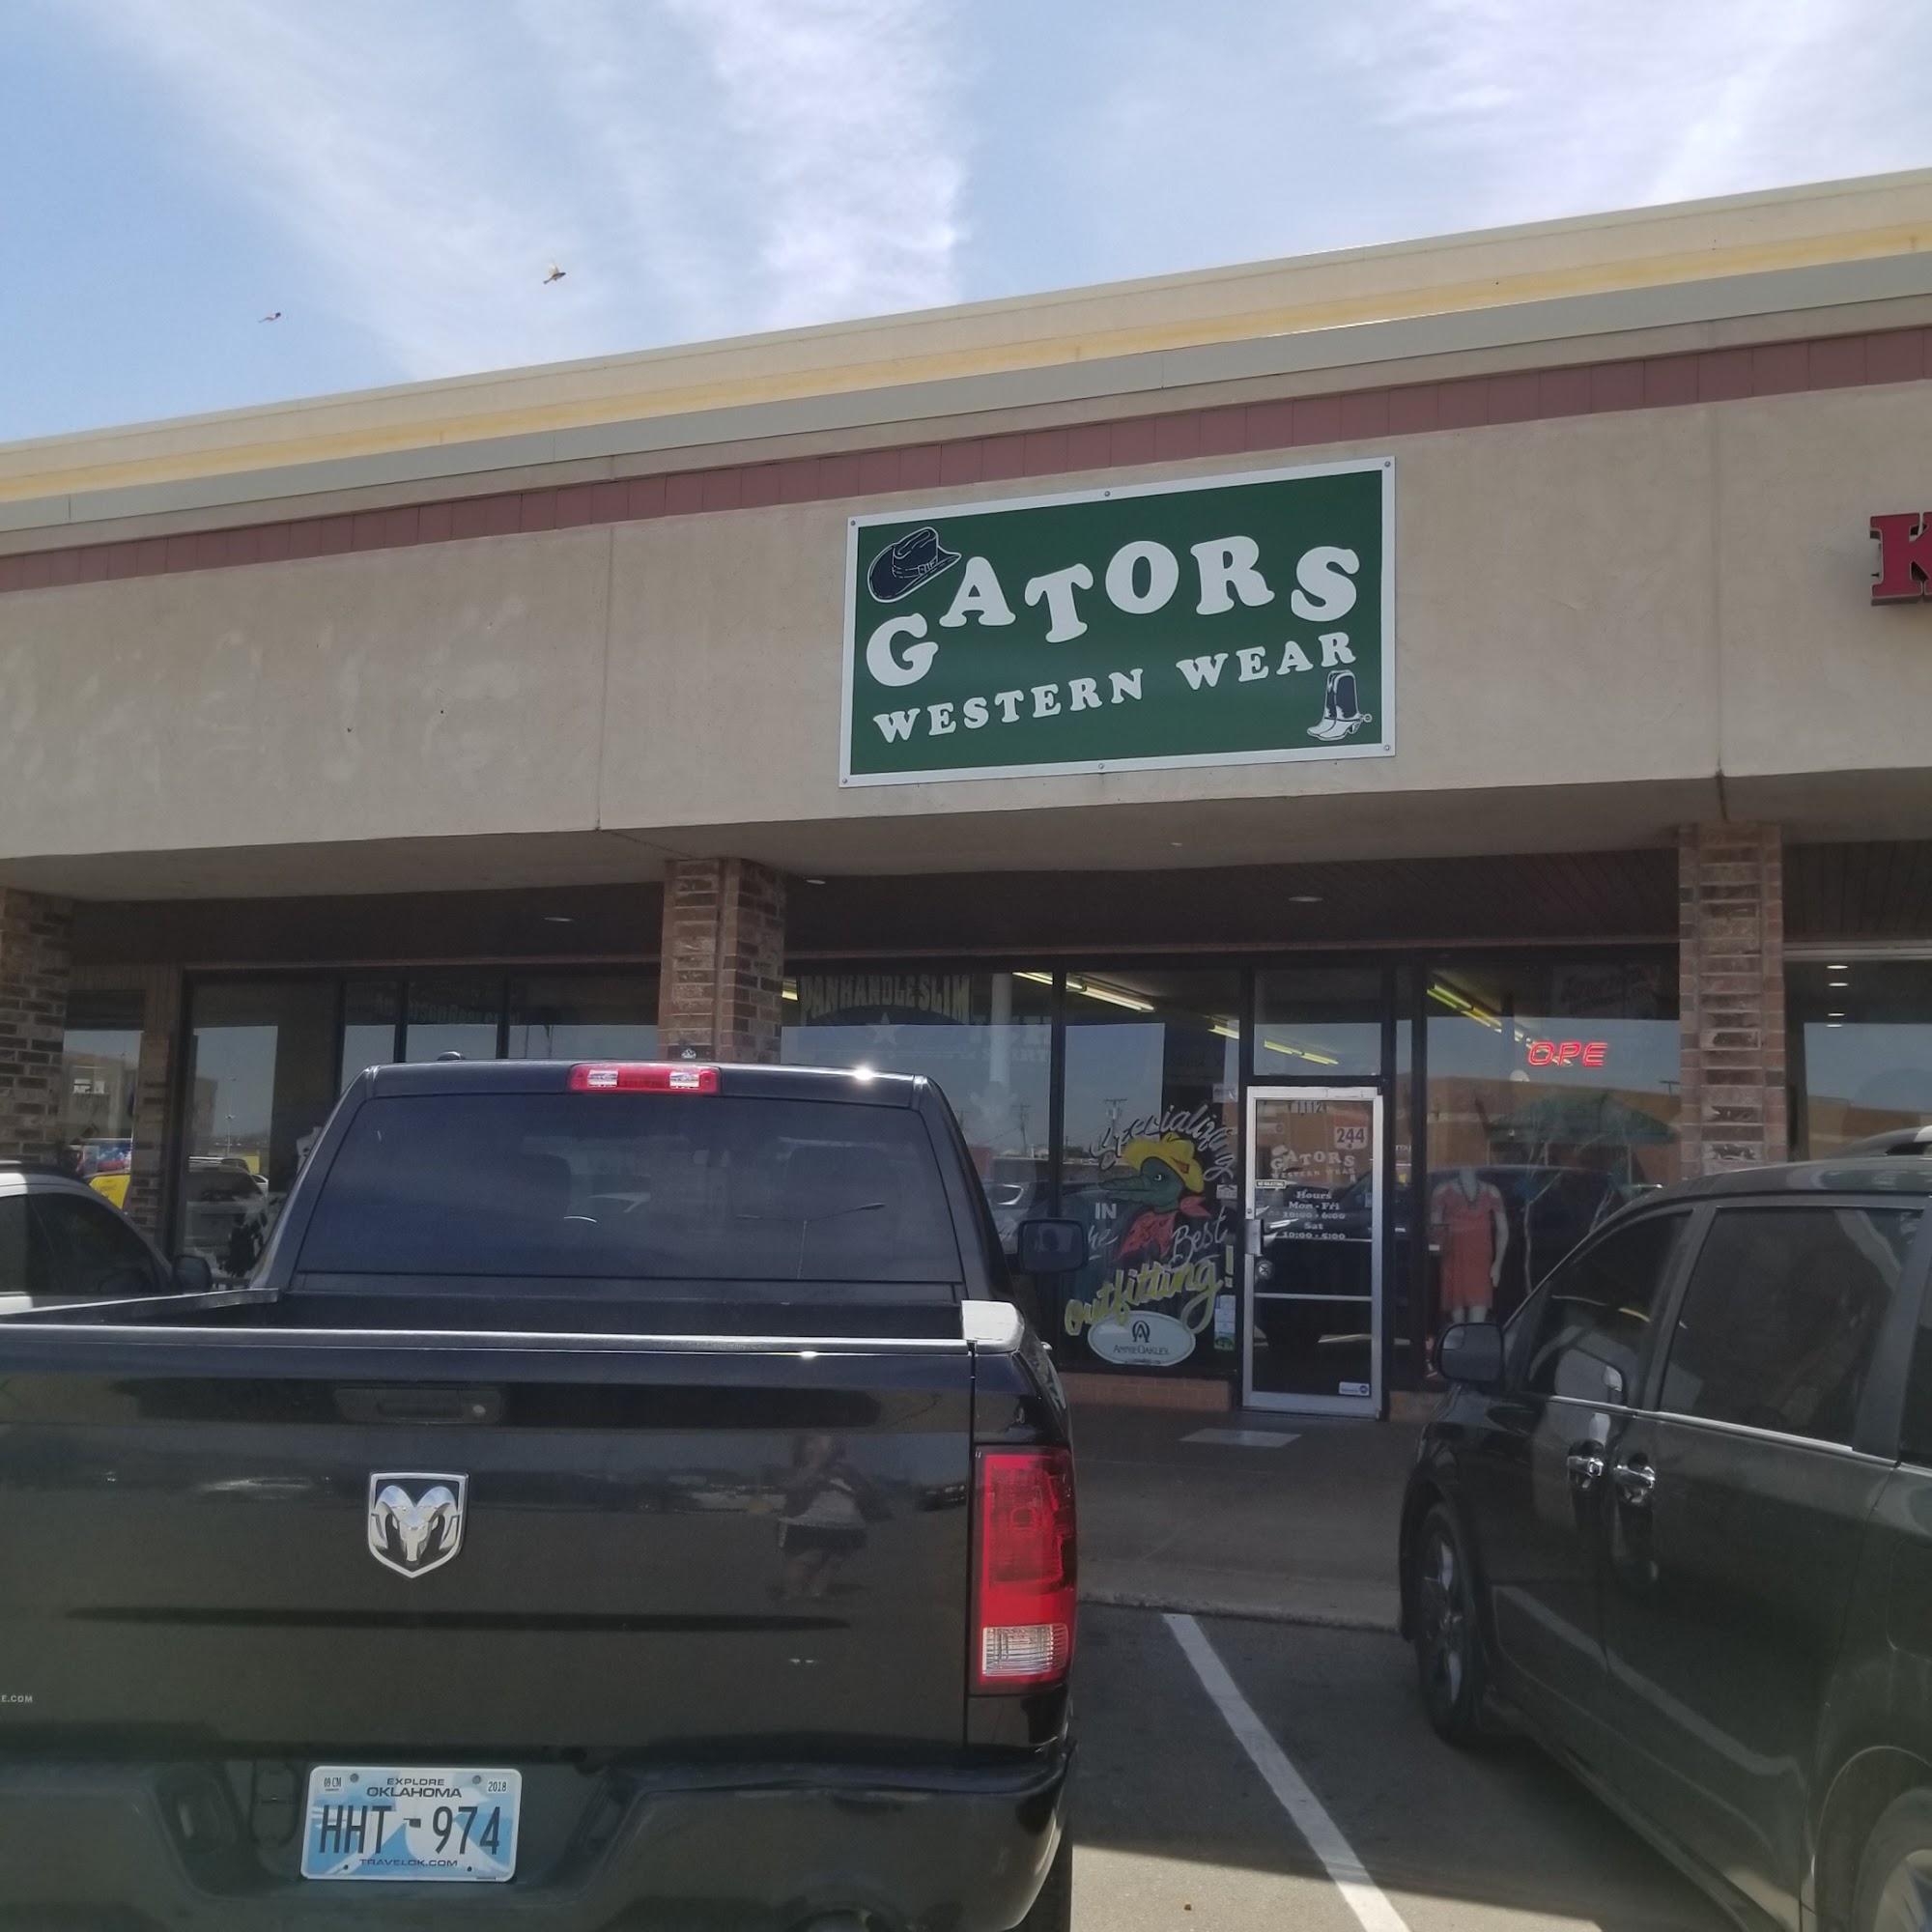 GATORS
WESTERN WEAR
K
PANHANDLE SLIM
OPE
1112
244
Specializing
GATORS
WESTERN WEAR
IN
the Best
Outfitting!
Hours
Mon - Fri
10:00 - 6:00
Sat
10:00 - 5:00
ANNIE OAKLEY
E.COM
EXPLORE
OKLAHOMA
2018
HHT-974
TRAVELOK.COM